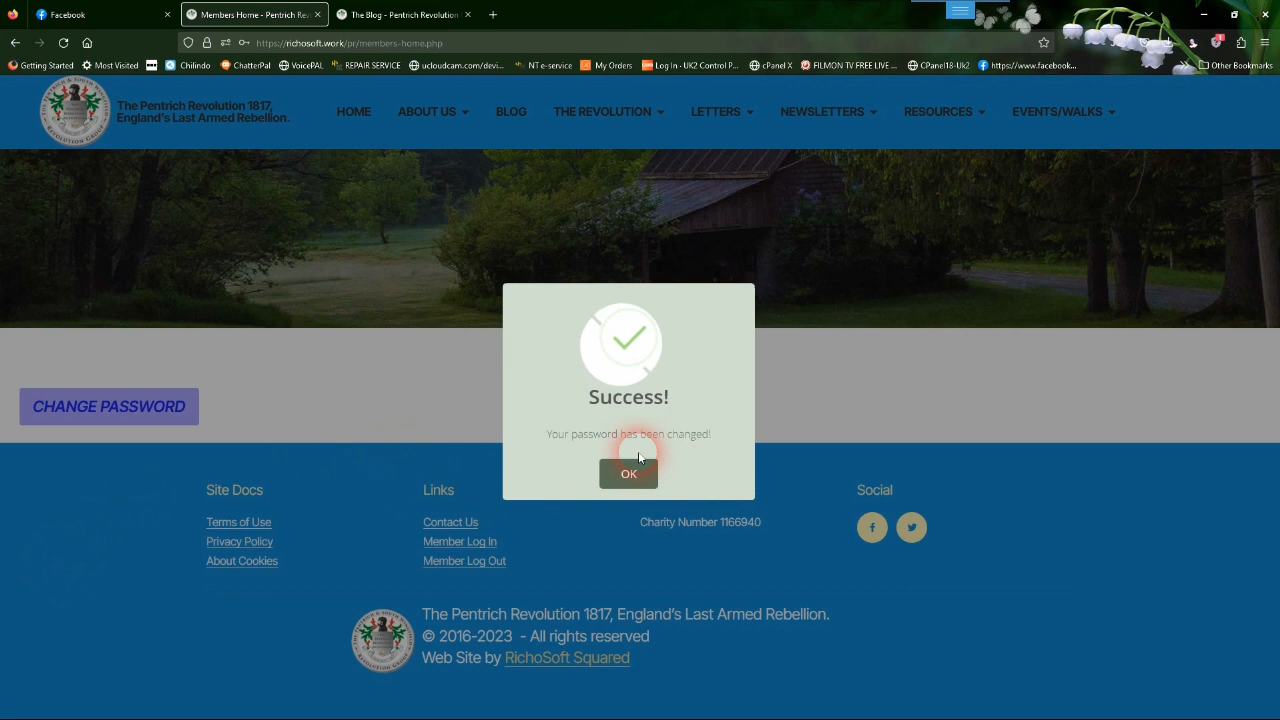 Facebook
Members Home - Pentrich Rev
The Blog - Pentrich Revolution
https://richosoft.work/pr/members-home.php
Getting Started
Most Visited
Chilindo
ChatterPal
VoicePAL
REPAIR SERVICE
ucloudcam.com/devi...
NT e-service
My Orders
Log In - UK2 Control P...
cPanel X
FILMON TV FREE LIVE ...
CPanel18-Uk2
https://www.facebook...
Other Bookmarks
The Pentrich Revolution 1817,
England's Last Armed Rebellion.
HOME
ABOUT US
BLOG
THE REVOLUTION
LETTERS
NEWSLETTERS
RESOURCES
EVENTS/WALKS
Success!
Your password has been changed!
OK
CHANGE PASSWORD
Site Docs
Terms of Use
Privacy Policy
About Cookies
Links
Contact Us
Member Log In
Member Log Out
Charity Number 1166940
Social
The Pentrich Revolution 1817, England's Last Armed Rebellion.
© 2016-2023 - All rights reserved
Web Site by RichoSoft Squared